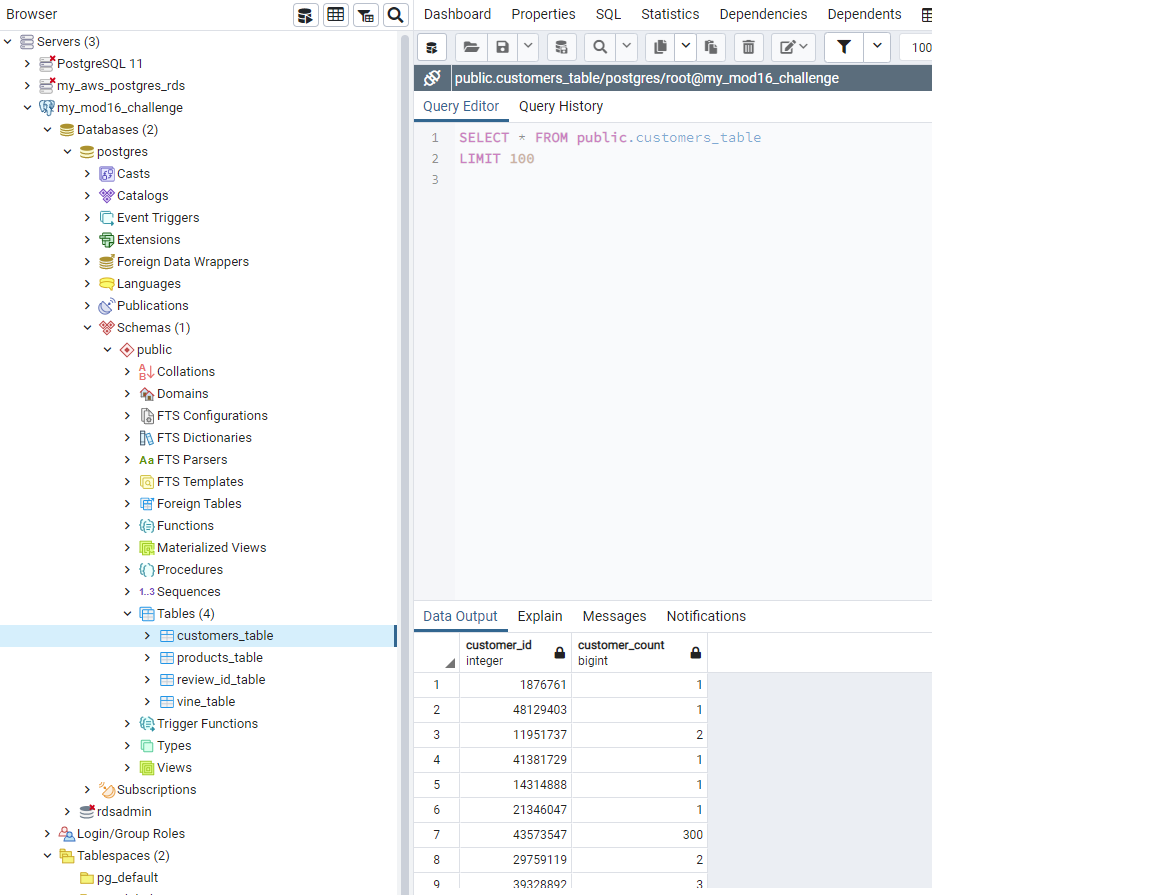 Browser
Servers (3)
PostgreSQL 11
my_aws_postgres_rds
my_mod16_challenge
Databases (2)
postgres
Casts
Catalogs
Event Triggers
Extensions
Foreign Data Wrappers
Languages
Publications
Schemas (1)
public
Collations
Domains
FTS Configurations
FTS Dictionaries
Aa FTS Parsers
FTS Templates
Foreign Tables
Functions
Materialized Views
Procedures
1..3 Sequences
Tables (4)
customers_table
products_table
review_id_table
vine_table
Trigger Functions
Types
Views
Subscriptions
rdsadmin
Login/Group Roles
Tablespaces (2)
pg_default
Dashboard Properties SQL Statistics Dependencies Dependents
100
public.customers_table/postgres/root@my_mod16_challenge
Query Editor Query History
1 SELECT * FROM public.customers_table
2 LIMIT 100
3
Data Output Explain Messages Notifications
customer_id customer_count
integer bigint
1 1876761 1
2 48129403 1
3 11951737 2
4 41381729 1
5 14314888 1
6 21346047 1
7 43573547 300
8 29759119 2
9 39328892 3